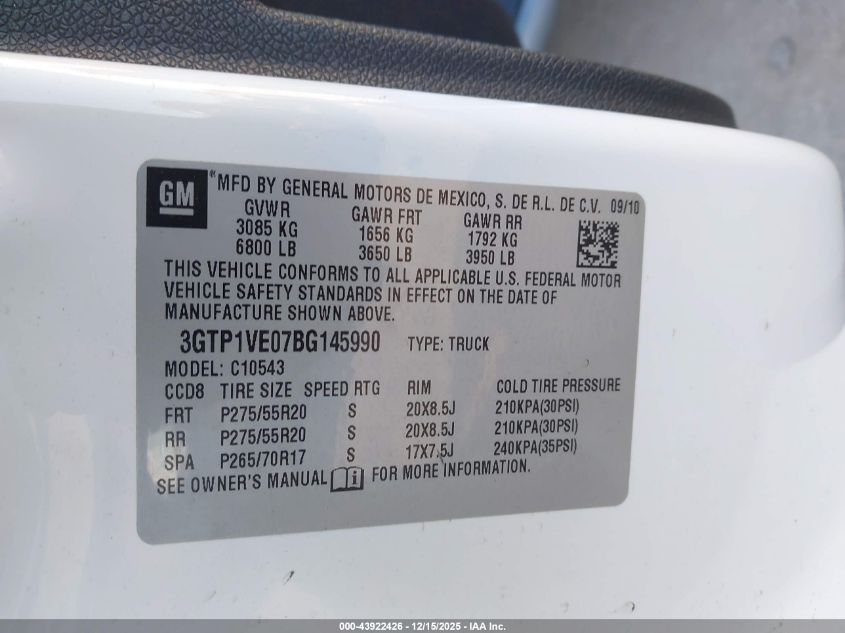 GM
*MFD BY GENERAL MOTORS DE MEXICO, S. DE R.L. DE C.V. 09/10
GVWR GAWR FRT GAWR RR
3085 KG 1656 KG 1792 KG
6800 LB 3650 LB 3950 LB
THIS VEHICLE CONFORMS TO ALL APPLICABLE U.S. FEDERAL MOTOR
VEHICLE SAFETY STANDARDS IN EFFECT ON THE DATE OF
MANUFACTURE SHOWN ABOVE.
3GTP1VE07BG145990 TYPE: TRUCK
MODEL: C10543
CCD8 TIRE SIZE SPEED RTG RIM COLD TIRE PRESSURE
FRT P275/55R20 S 20X8.5J 210KPA(30PSI)
RR P275/55R20 S 20X8.5J 210KPA(30PSI)
SPA P265/70R17 S 17X7.5J 240KPA(35PSI)
SEE OWNER'S MANUAL i FOR MORE INFORMATION.
000-43922426 - 12/15/2025 - IAA Inc.